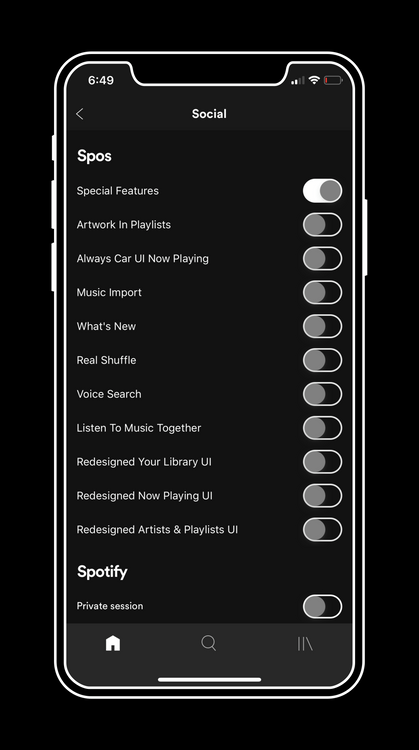 6:49
Social
Spos
Special Features
Artwork In Playlists
Always Car UI Now Playing
Music Import
What's New
Real Shuffle
Voice Search
Listen To Music Together
Redesigned Your Library UI
Redesigned Now Playing UI
Redesigned Artists & Playlists UI
Spotify
Private session